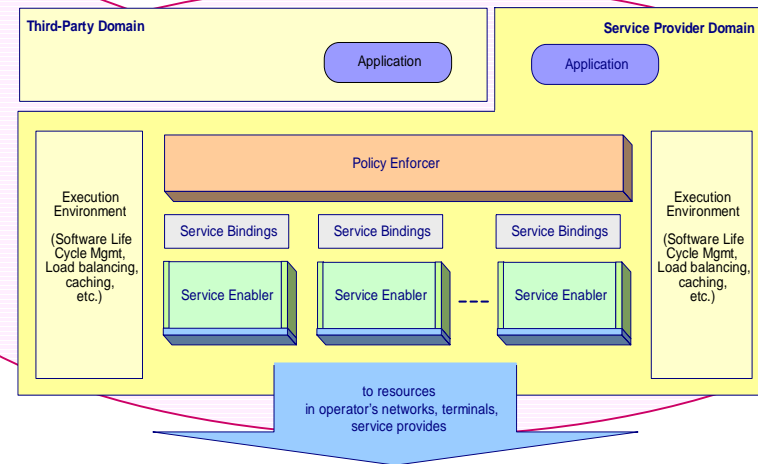 Third-Party Domain
Service Provider Domain
Application
Application
Policy Enforcer
Execution
Environment
(Software Life
Cycle Mgmt,
Load balancing,
caching,
etc.)
Service Bindings
Service Bindings
Service Bindings
Service Enabler
Service Enabler
Service Enabler
Execution
Environment
(Software Life
Cycle Mgmt,
Load balancing,
caching,
etc.)
to resources
in operator's networks, terminals,
service provides